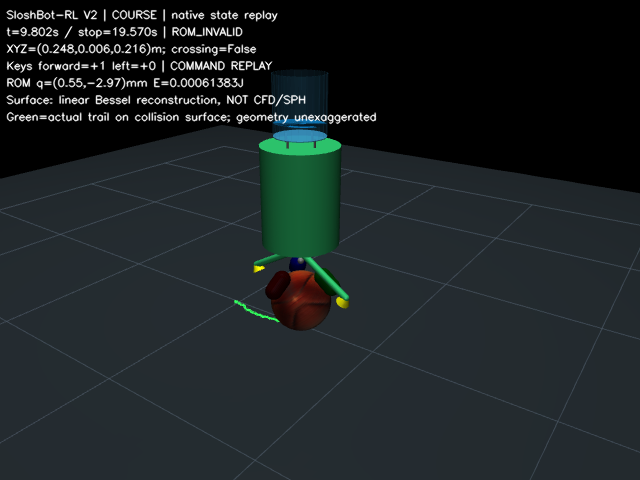 SloshBot-RL V2 | COURSE | native state replay
t=9.802s / stop=19.570s | ROM_INVALID
XYZ=(0.248,0.006,0.216)m; crossing=False
Keys forward=+1 left=+0 | COMMAND REPLAY
ROM q=(0.55,-2.97)mm E=0.00061383J
Surface: linear Bessel reconstruction, NOT CFD/SPH
Green=actual trail on collision surface; geometry unexaggerated